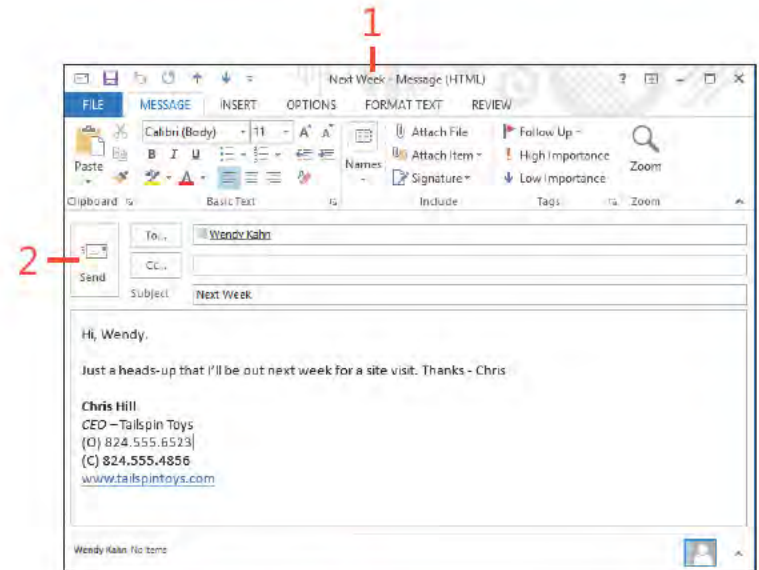 1
Next Week - Message (HTML)
FILE MESSAGE INSERT OPTIONS FORMAT TEXT REVIEW
Calibri (Body) 11 A A Attach File Follow Up
Paste B I U Names Attach Item High Importance Zoom
A Signature Low Importance
Clipboard Basic Text Include Tags Zoom
To... Wendy Kahn
2
Cc...
Send
Subject Next Week
Hi, Wendy.
Just a heads-up that I'll be out next week for a site visit. Thanks - Chris
Chris Hill
CEO – Tailspin Toys
(O) 824.555.6523
(C) 824.555.4856
www.tailspintoys.com
Wendy Kahn No items